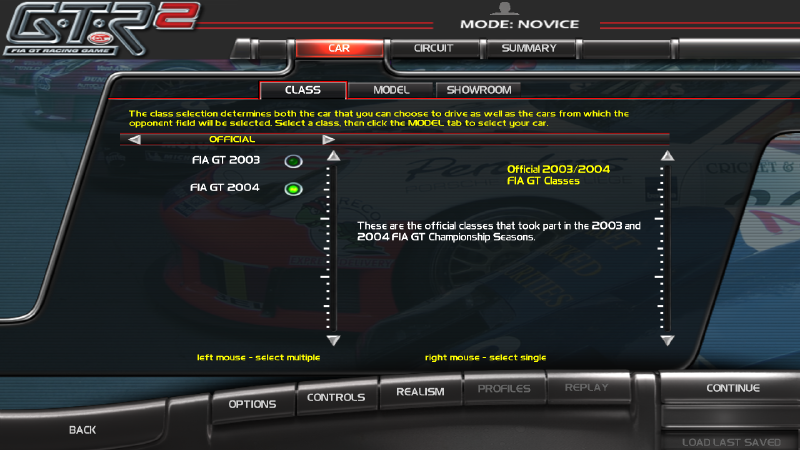 GTR2
FIA GT RACING GAME
MODE: NOVICE
CAR
CIRCUIT
SUMMARY
CLASS
MODEL
SHOWROOM
The class selection determines both the car that you can choose to drive as well as the cars from which the
opponent field will be selected. Select a class, then click the MODEL tab to select your car.
OFFICIAL
FIA GT 2003
FIA GT 2004
Official 2003/2004
FIA GT Classes
These are the official classes that took part in the 2003 and
2004 FIA GT Championship Seasons.
left mouse - select multiple
right mouse - select single
BACK
OPTIONS
CONTROLS
REALISM
PROFILES
REPLAY
CONTINUE
LOAD LAST SAVED